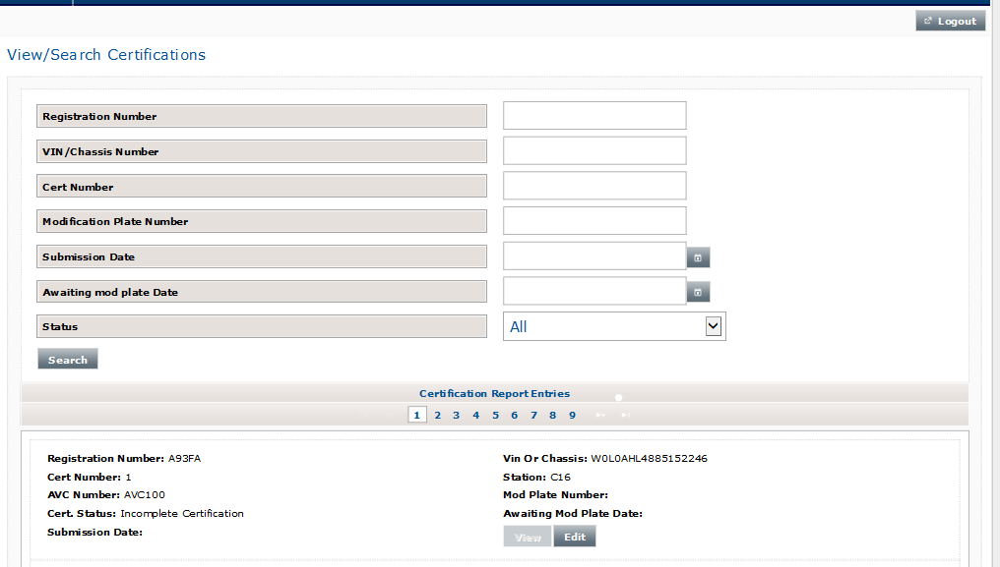 Logout
View/Search Certifications
Registration Number
VIN/Chassis Number
Cert Number
Modification Plate Number
Submission Date
Awaiting mod plate Date
Status All
Search
Certification Report Entries
1 2 3 4 5 6 7 8 9
Registration Number: A93FA Vin Or Chassis: W0L0AHL4885152246
Cert Number: 1 Station: C16
AVC Number: AVC100 Mod Plate Number:
Cert. Status: Incomplete Certification Awaiting Mod Plate Date:
Submission Date: View Edit